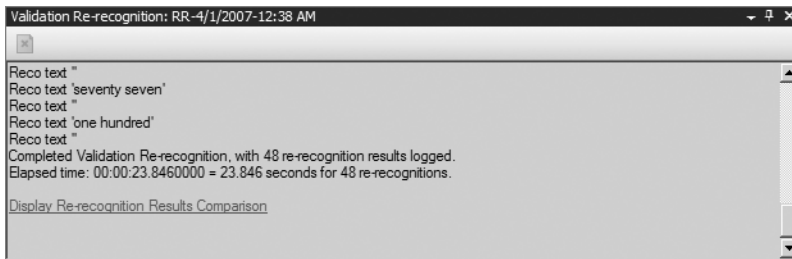 Validation Re-recognition: RR-4/1/2007-12:38 AM
Reco text ''
Reco text 'seventy seven'
Reco text ''
Reco text 'one hundred'
Reco text ''
Completed Validation Re-recognition, with 48 re-recognition results logged.
Elapsed time: 00:00:23.8460000 = 23.846 seconds for 48 re-recognitions.
Display Re-recognition Results Comparison